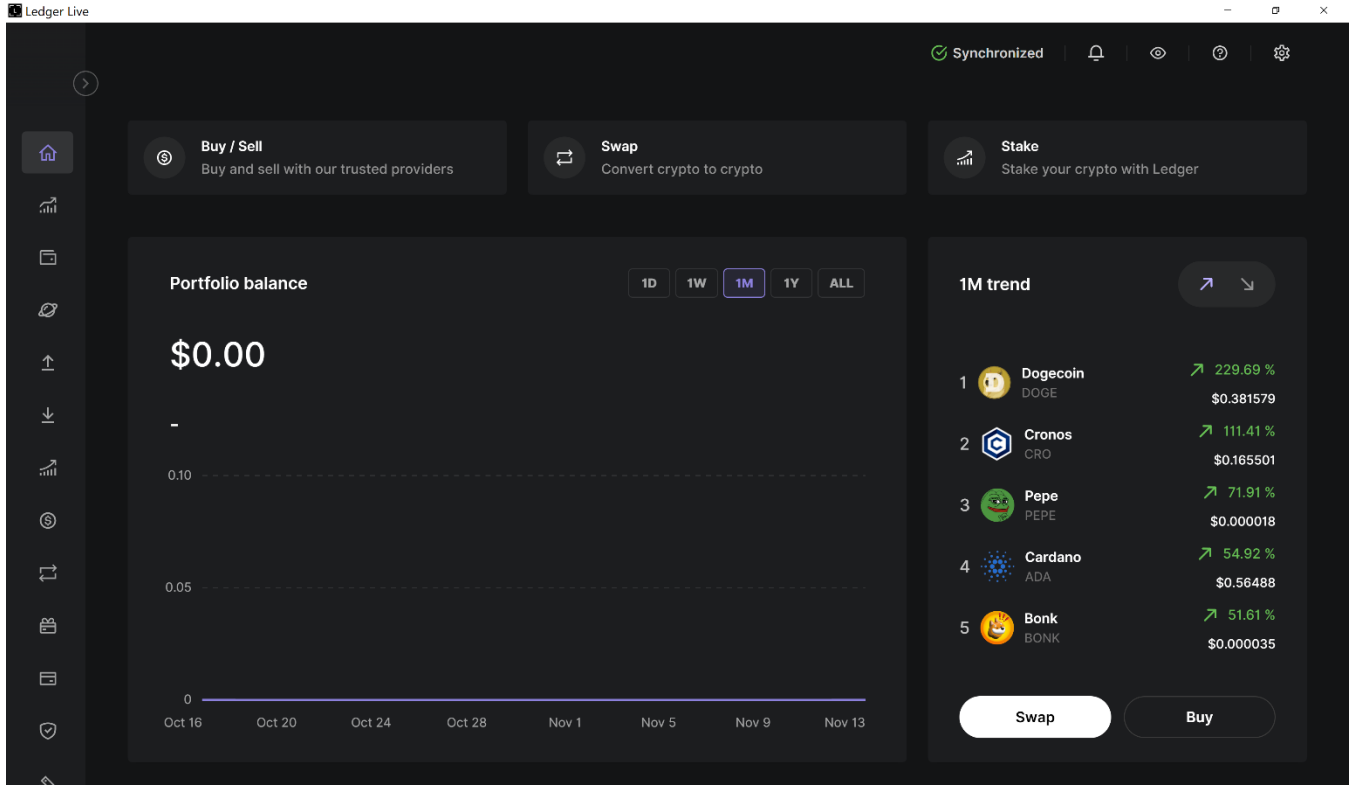 Ledger Live
Synchronized
Buy / Sell
Buy and sell with our trusted providers
Swap
Convert crypto to crypto
Stake
Stake your crypto with Ledger
Portfolio balance
1D 1W 1M 1Y ALL
$0.00
-
0.10
0.05
0
Oct 16 Oct 20 Oct 24 Oct 28 Nov 1 Nov 5 Nov 9 Nov 13
1M trend
1 Dogecoin 229.69 %
DOGE $0.381579
2 Cronos 111.41 %
CRO $0.165501
3 Pepe 71.91 %
PEPE $0.000018
4 Cardano 54.92 %
ADA $0.56488
5 Bonk 51.61 %
BONK $0.000035
Swap Buy